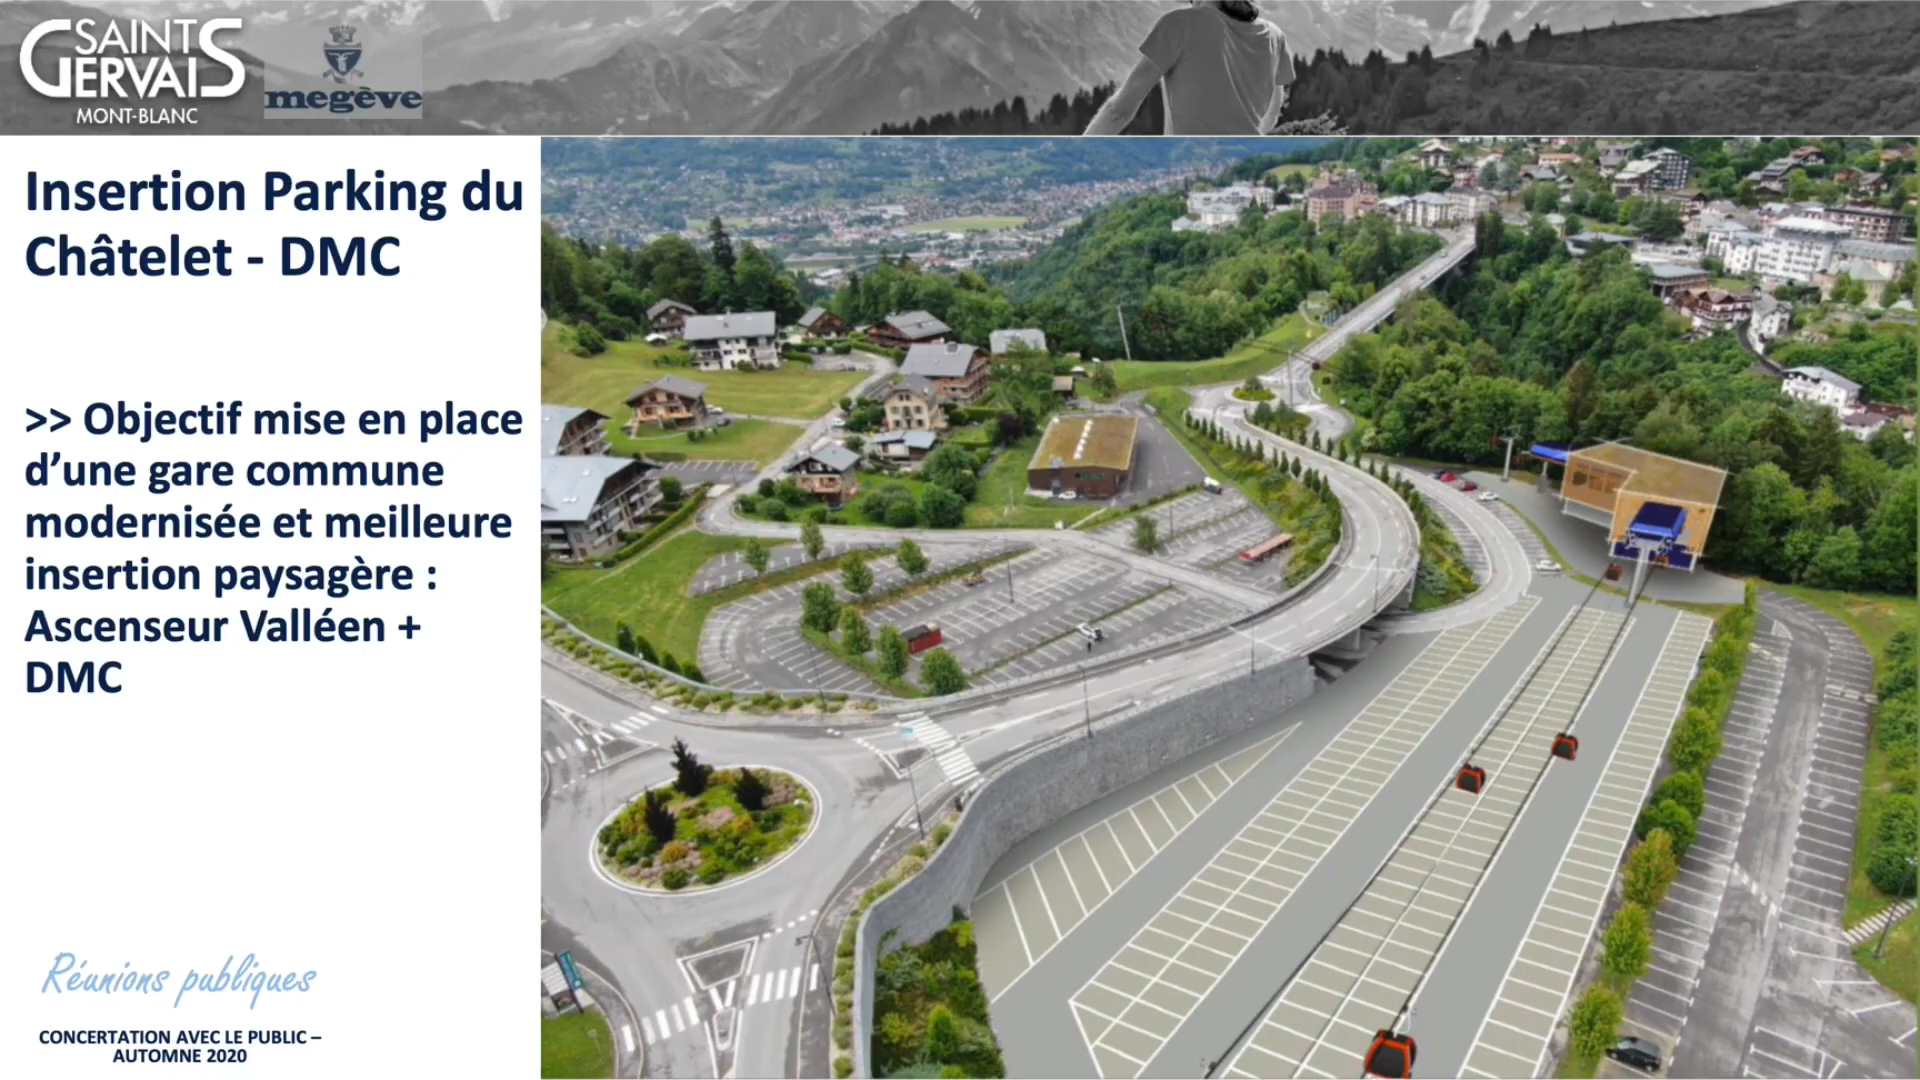 SAINT
GERVAIS
MONT-BLANC
megève
Insertion Parking du
Châtelet - DMC
>> Objectif mise en place
d’une gare commune
modernisée et meilleure
insertion paysagère :
Ascenseur Valléen +
DMC
Réunions publiques
CONCERTATION AVEC LE PUBLIC –
AUTOMNE 2020